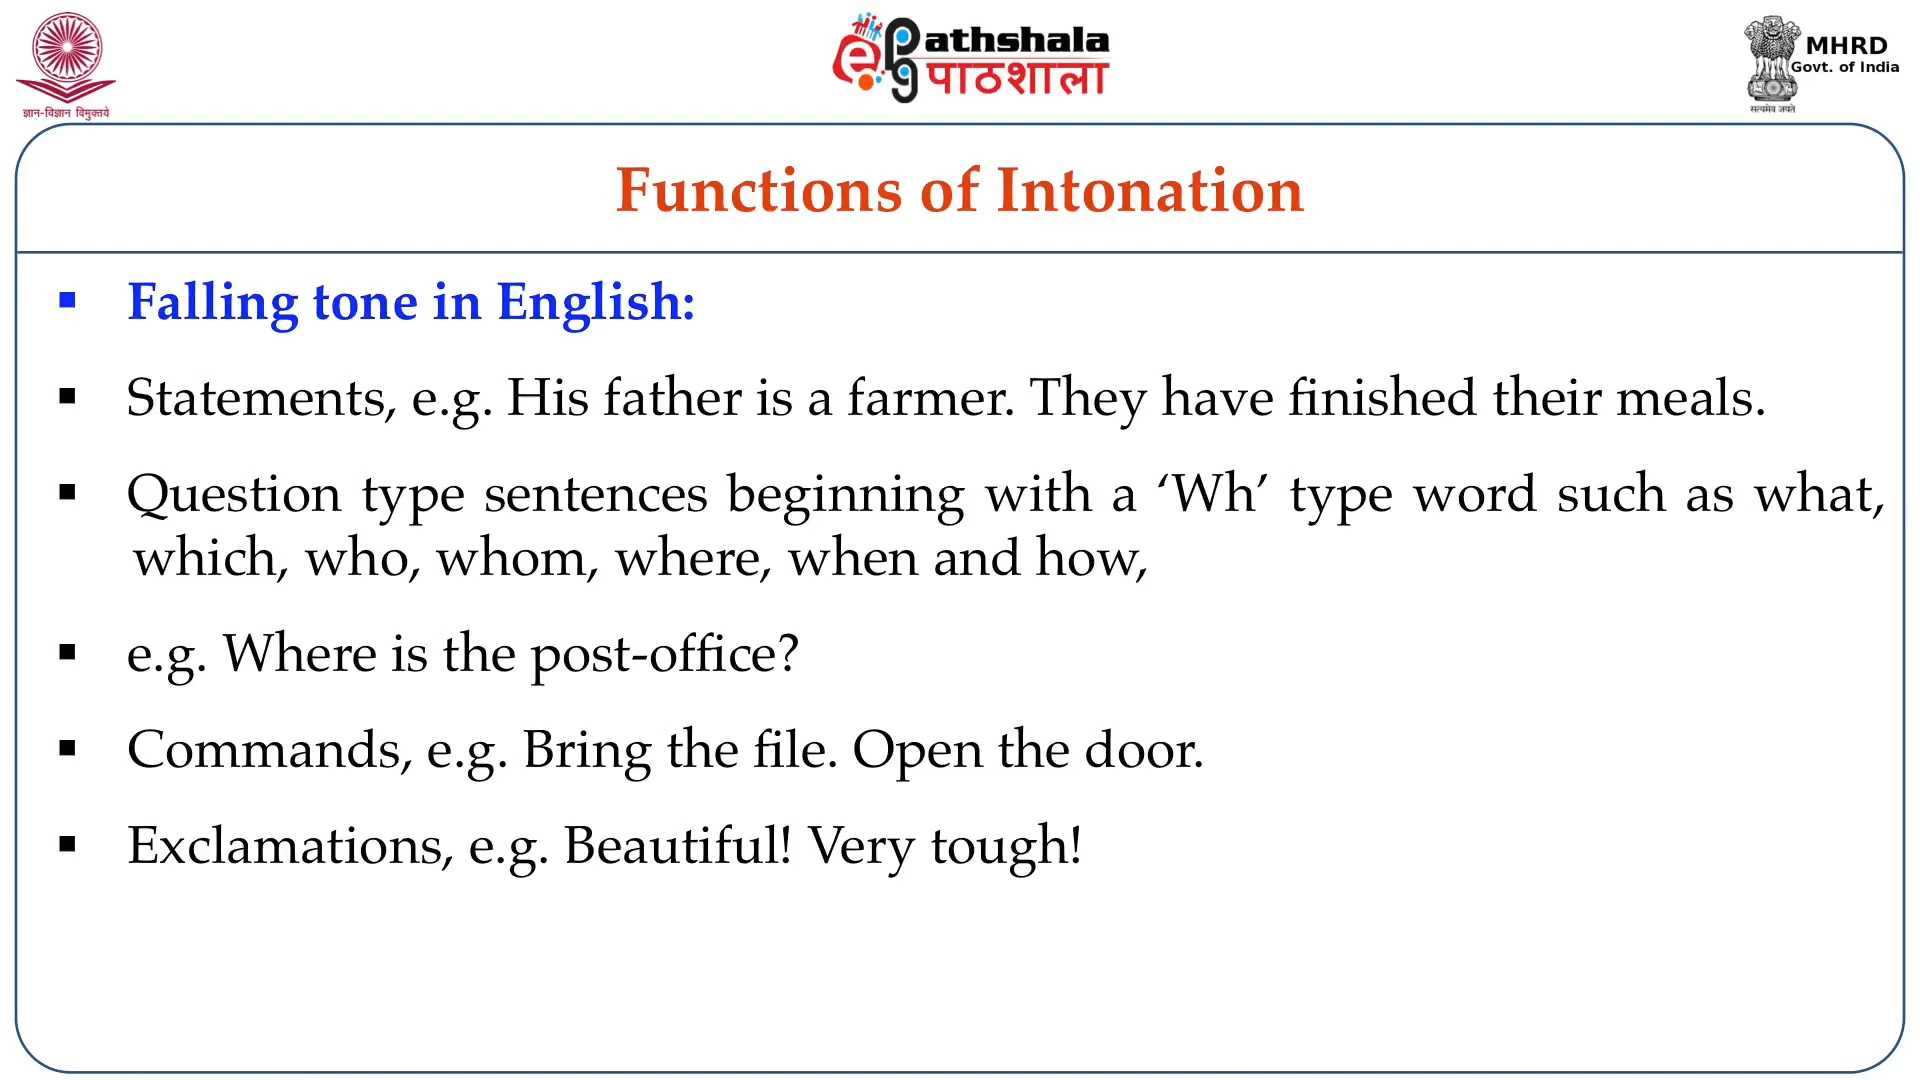 ज्ञान-विज्ञान विमुक्तये
ePathshala
पाठशाला
MHRD
Govt. of India
सत्यमेव जयते
Functions of Intonation
▪ Falling tone in English:
▪ Statements, e.g. His father is a farmer. They have finished their meals.
▪ Question type sentences beginning with a ‘Wh’ type word such as what,
which, who, whom, where, when and how,
▪ e.g. Where is the post-office?
▪ Commands, e.g. Bring the file. Open the door.
▪ Exclamations, e.g. Beautiful! Very tough!